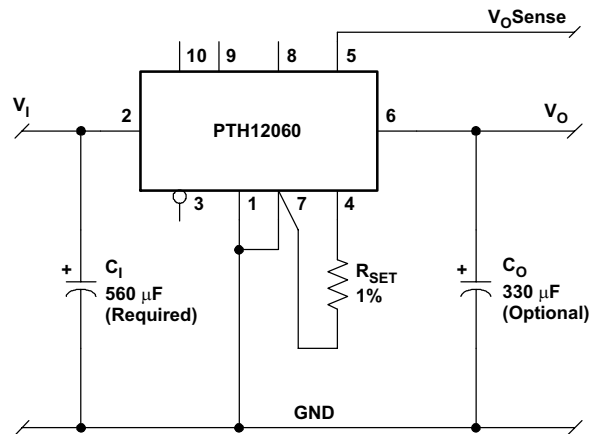 VOSense
10 9 8 5
VI
2
PTH12060
6
VO
3 1 7 4
+
CI
560 μF
(Required)
RSET
1%
+
CO
330 μF
(Optional)
GND